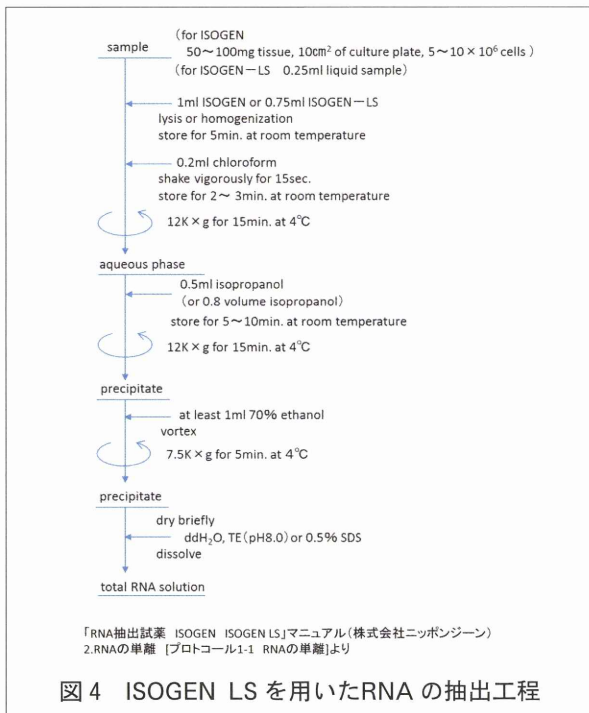 (for ISOGEN
50～100mg tissue, 10cm² of culture plate, 5～10×10⁶ cells )
sample
(for ISOGEN－LS 0.25ml liquid sample)
1ml ISOGEN or 0.75ml ISOGEN－LS
lysis or homogenization
store for 5min. at room temperature
0.2ml chloroform
shake vigorously for 15sec.
store for 2～ 3min. at room temperature
12K×g for 15min. at 4℃
aqueous phase
0.5ml isopropanol
(or 0.8 volume isopropanol)
store for 5～10min. at room temperature
12K×g for 15min. at 4℃
precipitate
at least 1ml 70% ethanol
vortex
7.5K×g for 5min. at 4℃
precipitate
dry briefly
ddH₂O, TE(pH8.0) or 0.5% SDS
dissolve
total RNA solution
「RNA抽出試薬 ISOGEN ISOGEN LS」マニュアル(株式会社ニッポンジーン)
2.RNAの単離 [プロトコール1-1 RNAの単離]より
図4 ISOGEN LS を用いたRNA の抽出工程